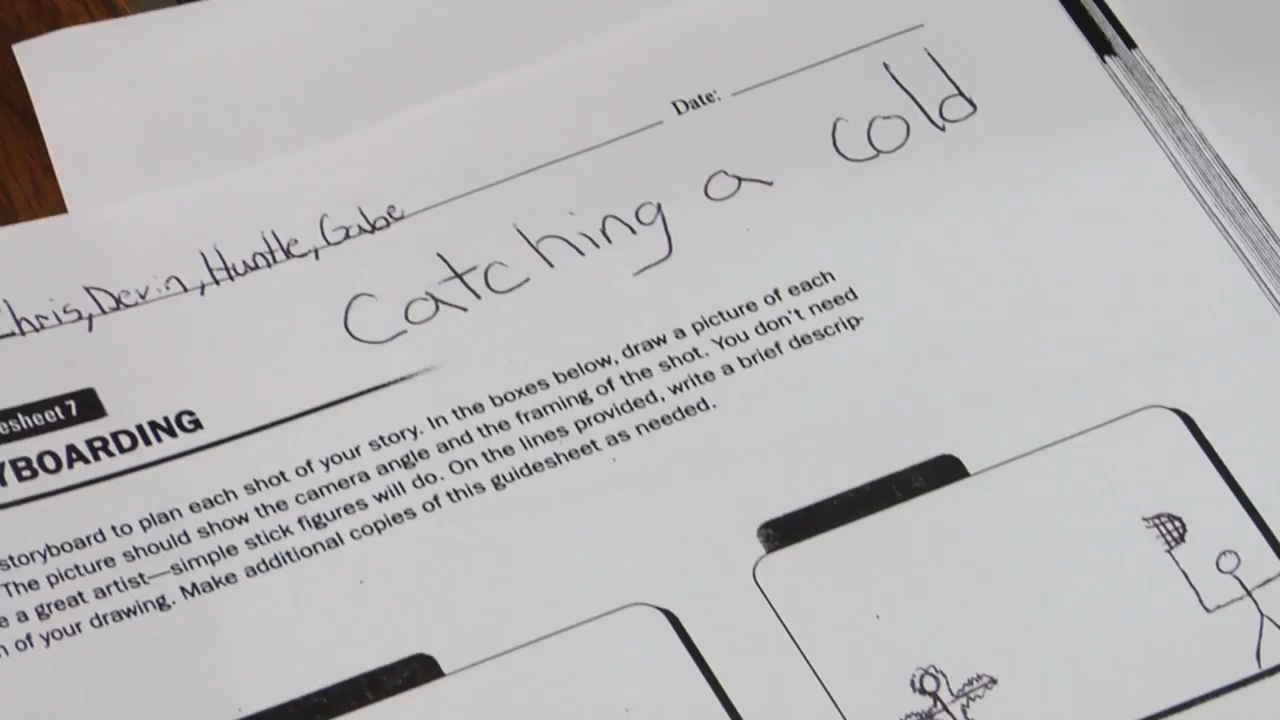 Date:
Chris, Devin, Huntle, Gabe
Catching a cold
esheet 7
YBOARDING
storyboard to plan each shot of your story. In the boxes below, draw a picture of each
The picture should show the camera angle and the framing of the shot. You don't need
e a great artist—simple stick figures will do. On the lines provided, write a brief descrip-
n of your drawing. Make additional copies of this guidesheet as needed.